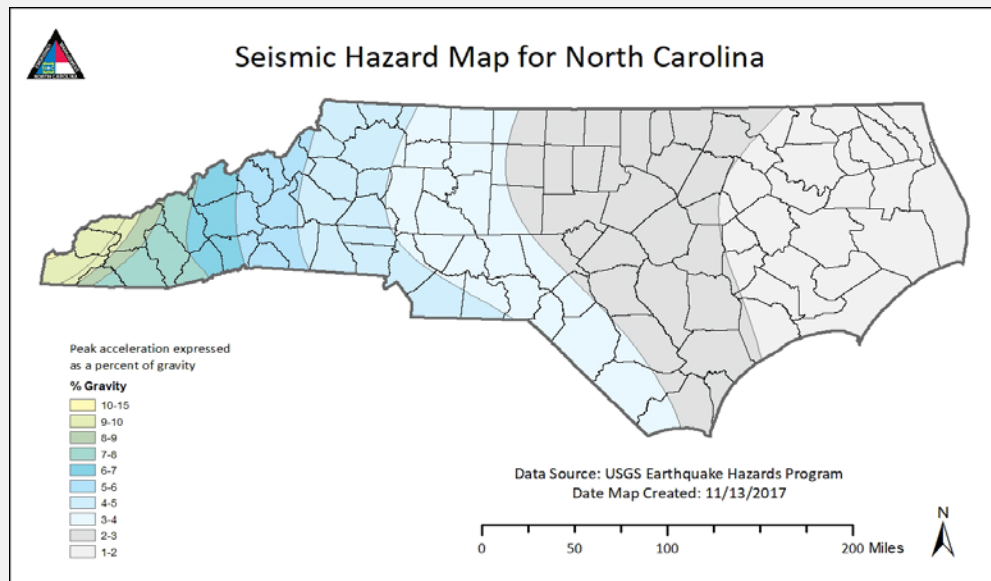 Seismic Hazard Map for North Carolina
NORTH CAROLINA
Peak acceleration expressed
as a percent of gravity
% Gravity
10-15
9-10
8-9
7-8
6-7
5-6
4-5
3-4
2-3
1-2
Data Source: USGS Earthquake Hazards Program
Date Map Created: 11/13/2017
N
0 50 100 200 Miles